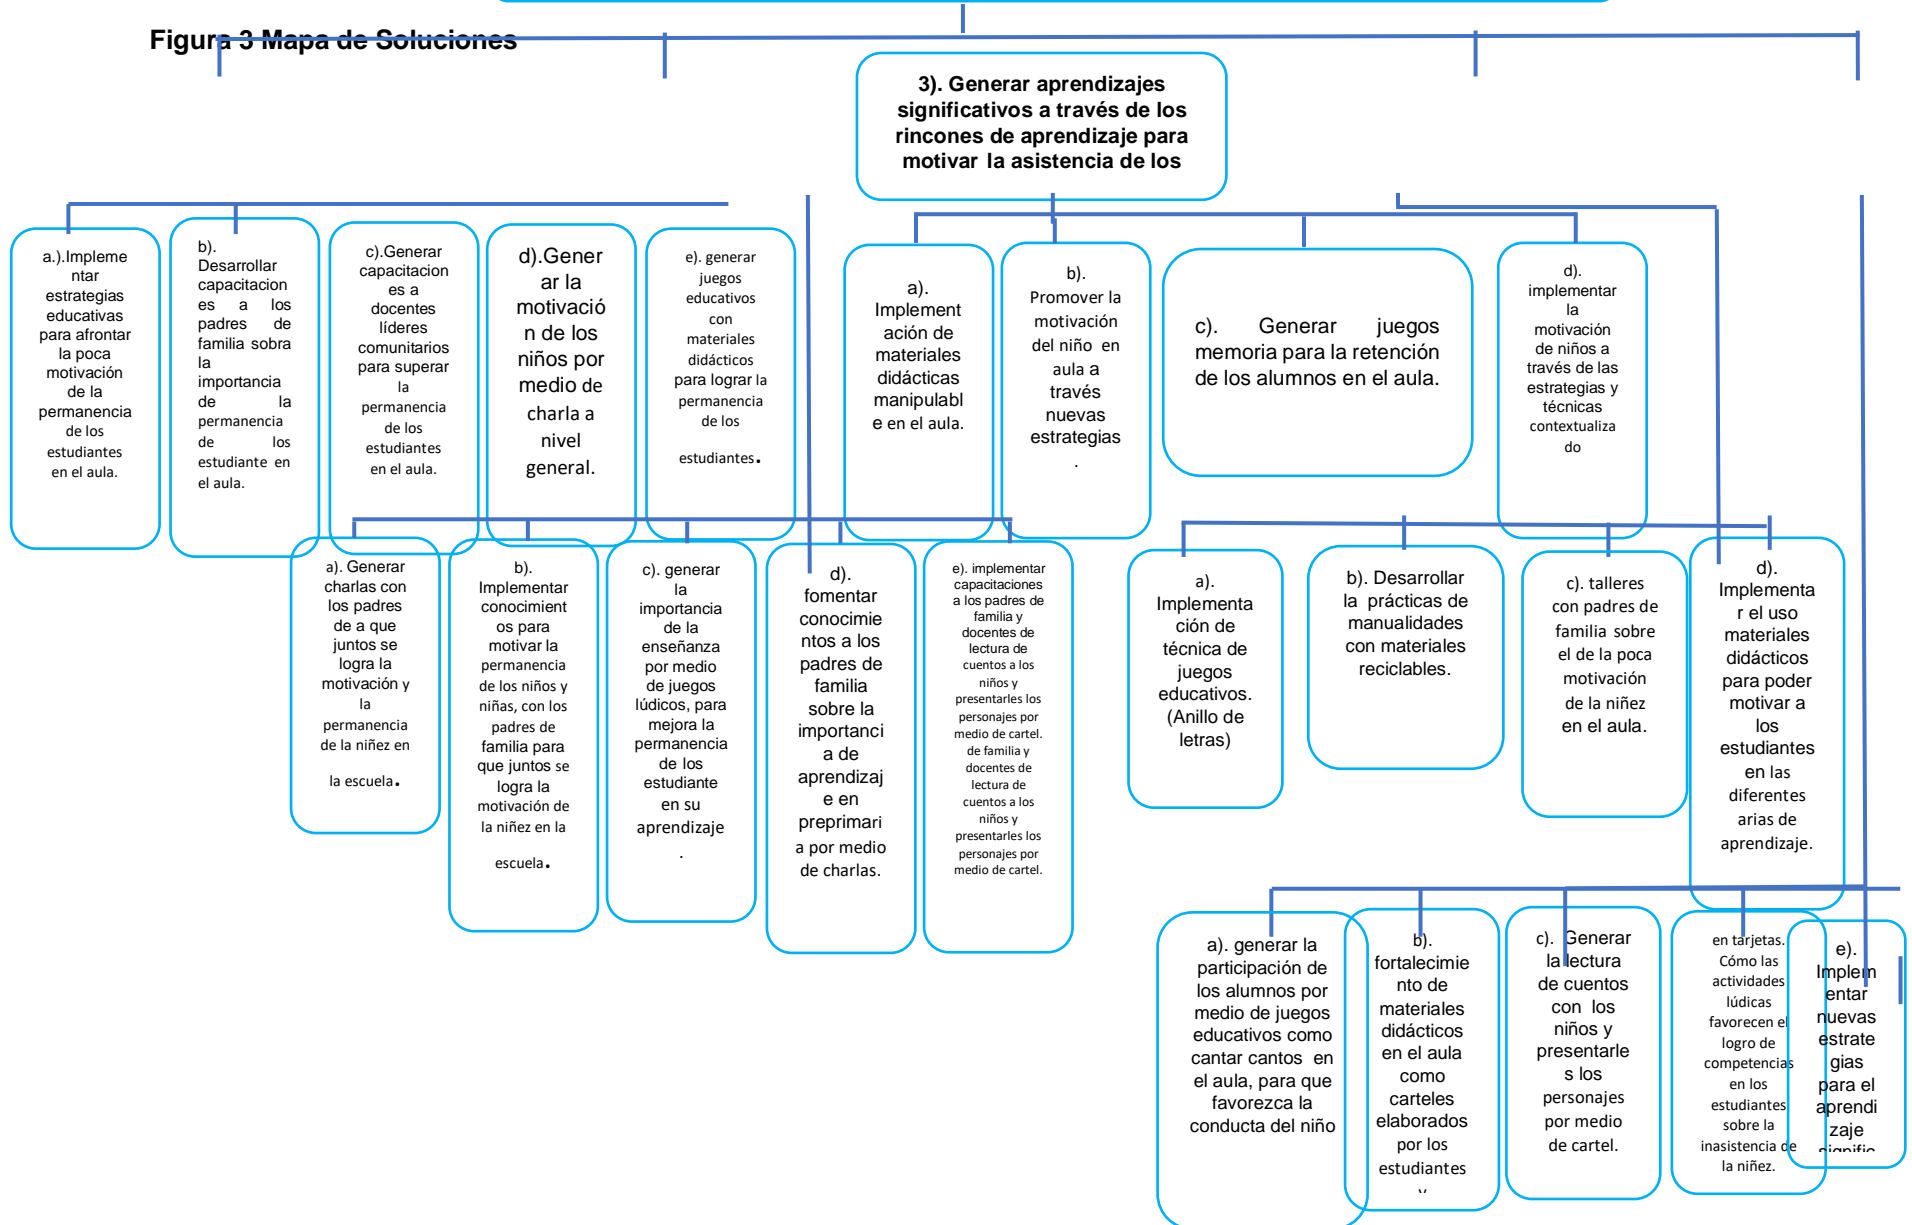 Figura 3 Mapa de Soluciones
3). Generar aprendizajes
significativos a través de los
rincones de aprendizaje para
motivar la asistencia de los
a.).Impleme
ntar
estrategias
educativas
para afrontar
la poca
motivación
de la
permanencia
de los
estudiantes
en el aula.
b).
Desarrollar
capacitacion
es a los
padres de
familia sobra
la
importancia
de la
permanencia
de los
estudiante en
el aula.
c).Generar
capacitacion
es a
docentes
líderes
comunitarios
para superar
la
permanencia
de los
estudiantes
en el aula.
d).Gener
ar la
motivació
n de los
niños por
medio de
charla a
nivel
general.
e). generar
juegos
educativos
con
materiales
didácticos
para lograr la
permanencia
de los
estudiantes.
a).
Implement
ación de
materiales
didácticas
manipulabl
e en el aula.
b).
Promover la
motivación
del niño en
aula a
través
nuevas
estrategias
.
c). Generar juegos
memoria para la retención
de los alumnos en el aula.
d).
implementar
la
motivación
de niños a
través de las
estrategias y
técnicas
contextualiza
do
a). Generar
charlas con
los padres
de a que
juntos se
logra la
motivación y
la
permanencia
de la niñez en
la escuela.
b).
Implementar
conocimient
os para
motivar la
permanencia
de los niños y
niñas, con los
padres de
familia para
que juntos se
logra la
motivación de
la niñez en la
escuela.
c). generar
la
importancia
de la
enseñanza
por medio
de juegos
lúdicos, para
mejora la
permanencia
de los
estudiante
en su
aprendizaje
.
d).
fomentar
conocimie
ntos a los
padres de
familia
sobre la
importanci
a de
aprendizaj
e en
preprimari
a por medio
de charlas.
e). implementar
capacitaciones
a los padres de
familia y
docentes de
lectura de
cuentos a los
niños y
presentarles los
personajes por
medio de cartel.
de familia y
docentes de
lectura de
cuentos a los
niños y
presentarles los
personajes por
medio de cartel.
a).
Implementa
ción de
técnica de
juegos
educativos.
(Anillo de
letras)
b). Desarrollar
la prácticas de
manualidades
con materiales
reciclables.
c). talleres
con padres de
familia sobre
el de la poca
motivación
de la niñez
en el aula.
d).
Implementa
r el uso
materiales
didácticos
para poder
motivar a
los
estudiantes
en las
diferentes
arias de
aprendizaje.
a). generar la
participación de
los alumnos por
medio de juegos
educativos como
cantar cantos en
el aula, para que
favorezca la
conducta del niño
b).
fortalecimie
nto de
materiales
didácticos
en el aula
como
carteles
elaborados
por los
estudiantes
y
c). Generar
la lectura
de cuentos
con los
niños y
presentarle
s los
personajes
por medio
de cartel.
en tarjetas.
Cómo las
actividades
lúdicas
favorecen el
logro de
competencias
en los
estudiantes
sobre la
inasistencia de
la niñez.
e).
Implem
entar
nuevas
estrate
gias
para el
aprendi
zaje
signific